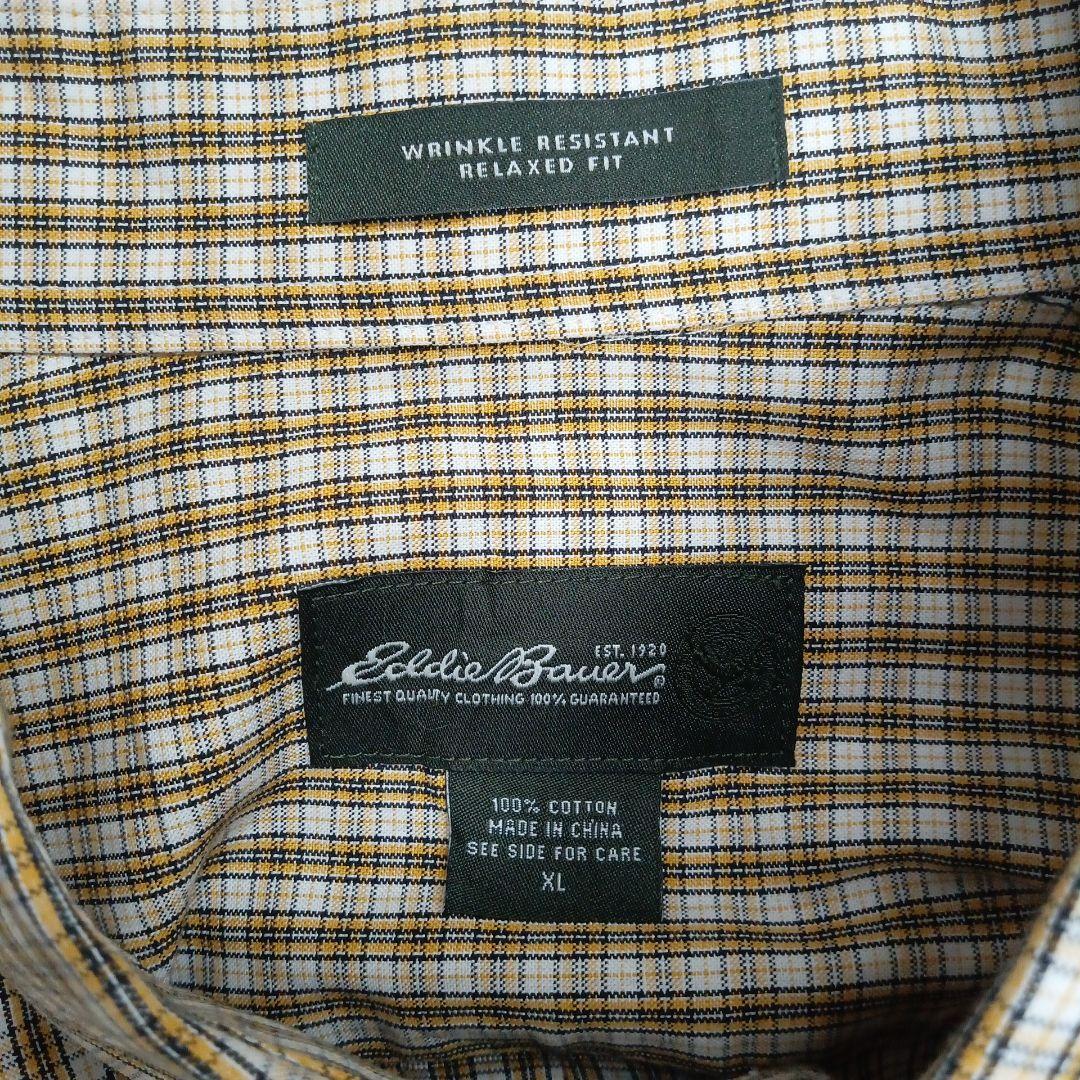 WRINKLE RESISTANT
RELAXED FIT
EST. 1920
Eddie Bauer®
FINEST QUALITY CLOTHING 100% GUARANTEED
100% COTTON
MADE IN CHINA
SEE SIDE FOR CARE
XL